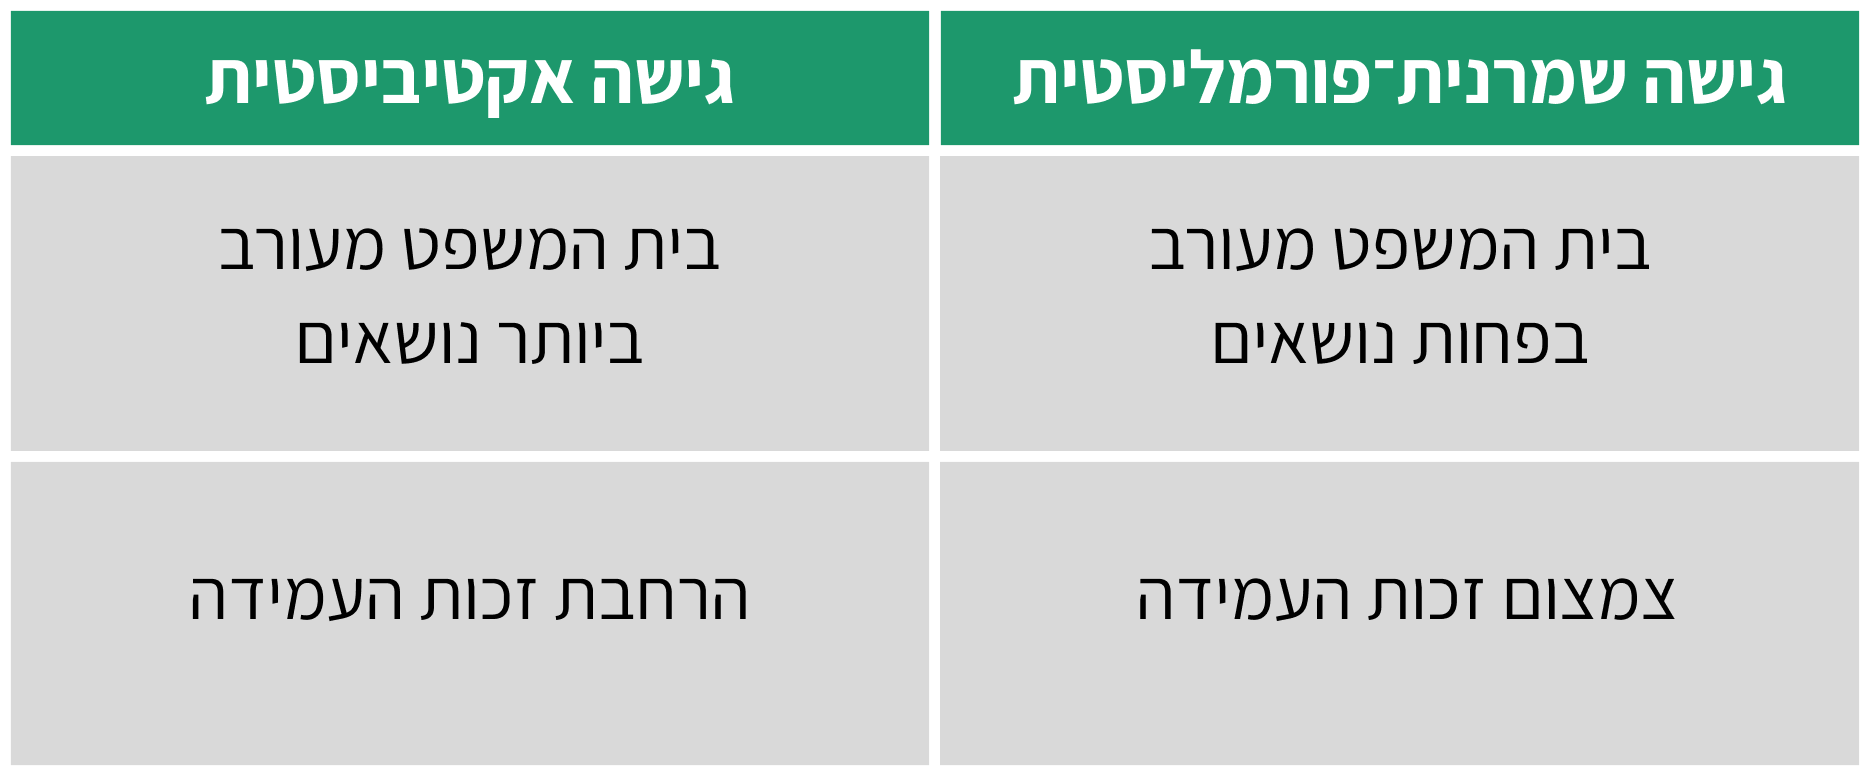 גישה שמרנית־פורמליסטית
גישה אקטיביסטית
בית המשפט מעורב
בפחות נושאים
בית המשפט מעורב
ביותר נושאים
צמצום זכות העמידה
הרחבת זכות העמידה